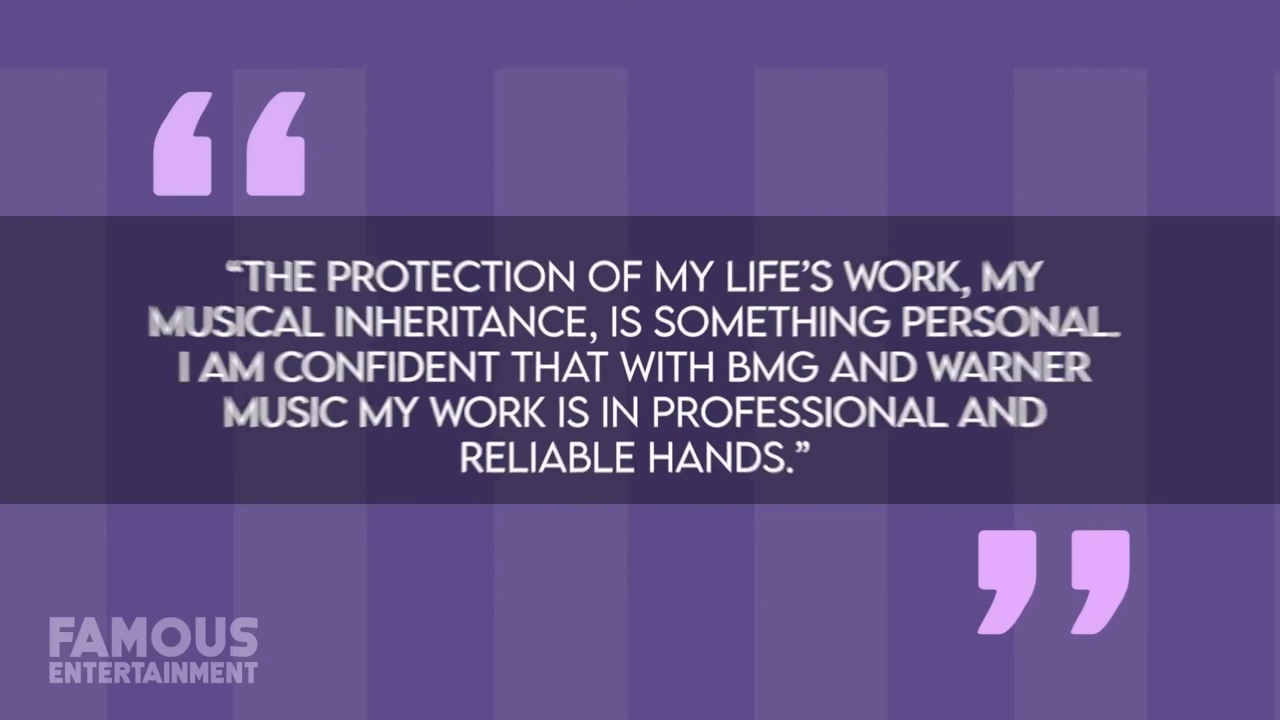 “THE PROTECTION OF MY LIFE’S WORK, MY
MUSICAL INHERITANCE, IS SOMETHING PERSONAL.
I AM CONFIDENT THAT WITH BMG AND WARNER
MUSIC MY WORK IS IN PROFESSIONAL AND
RELIABLE HANDS.”
FAMOUS
ENTERTAINMENT